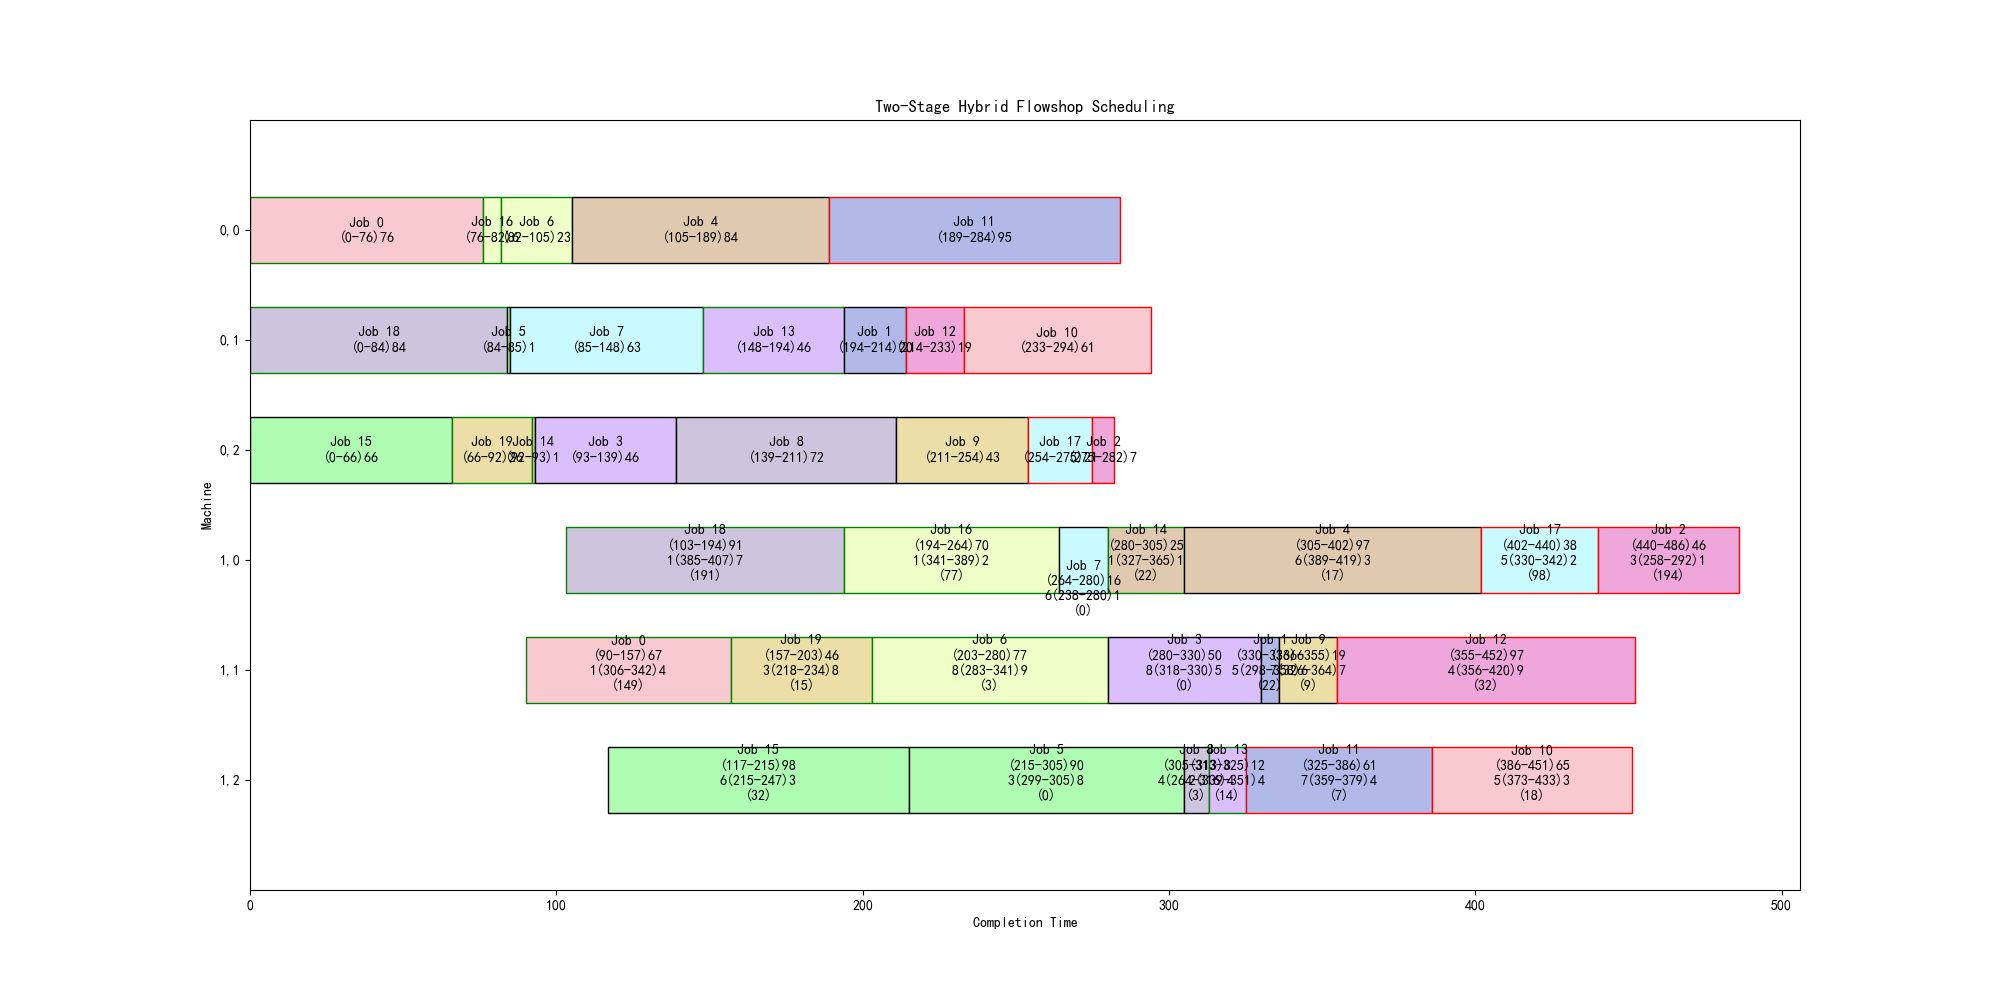 Two-Stage Hybrid Flowshop Scheduling
Machine
0,0
Job 0
(0-76)76
Job 16
(76-82)6
Job 6
(82-105)23
Job 4
(105-189)84
Job 11
(189-284)95
0,1
Job 18
(0-84)84
Job 5
(84-85)1
Job 7
(85-148)63
Job 13
(148-194)46
Job 1
(194-214)20
Job 12
(214-233)19
Job 10
(233-294)61
0,2
Job 15
(0-66)66
Job 19
(66-92)26
Job 14
(92-93)1
Job 3
(93-139)46
Job 8
(139-211)72
Job 9
(211-254)43
Job 17
(254-275)21
Job 2
(275-282)7
1,0
Job 18
(103-194)91
1(385-407)7
(191)
Job 16
(194-264)70
1(341-389)2
(77)
Job 7
(264-280)16
6(238-280)1
(0)
Job 14
(280-305)25
1(327-365)1
(22)
Job 4
(305-402)97
6(389-419)3
(17)
Job 17
(402-440)38
5(330-342)2
(98)
Job 2
(440-486)46
3(258-292)1
(194)
1,1
Job 0
(90-157)67
1(306-342)4
(149)
Job 19
(157-203)46
3(218-234)8
(15)
Job 6
(203-280)77
8(283-341)9
(3)
Job 3
(280-330)50
8(318-330)5
(0)
Job 1
(330-336)6
(22)
Job 9
(336-355)19
(9)
Job 12
(355-452)97
4(356-420)9
(32)
1,2
Job 15
(117-215)98
6(215-247)3
(32)
Job 5
(215-305)90
3(299-305)8
(0)
Job 8
(305-313)8
(3)
Job 13
(313-325)12
(14)
Job 11
(325-386)61
7(359-379)4
(7)
Job 10
(386-451)65
5(373-433)3
(18)
0
100
200
300
400
500
Completion Time